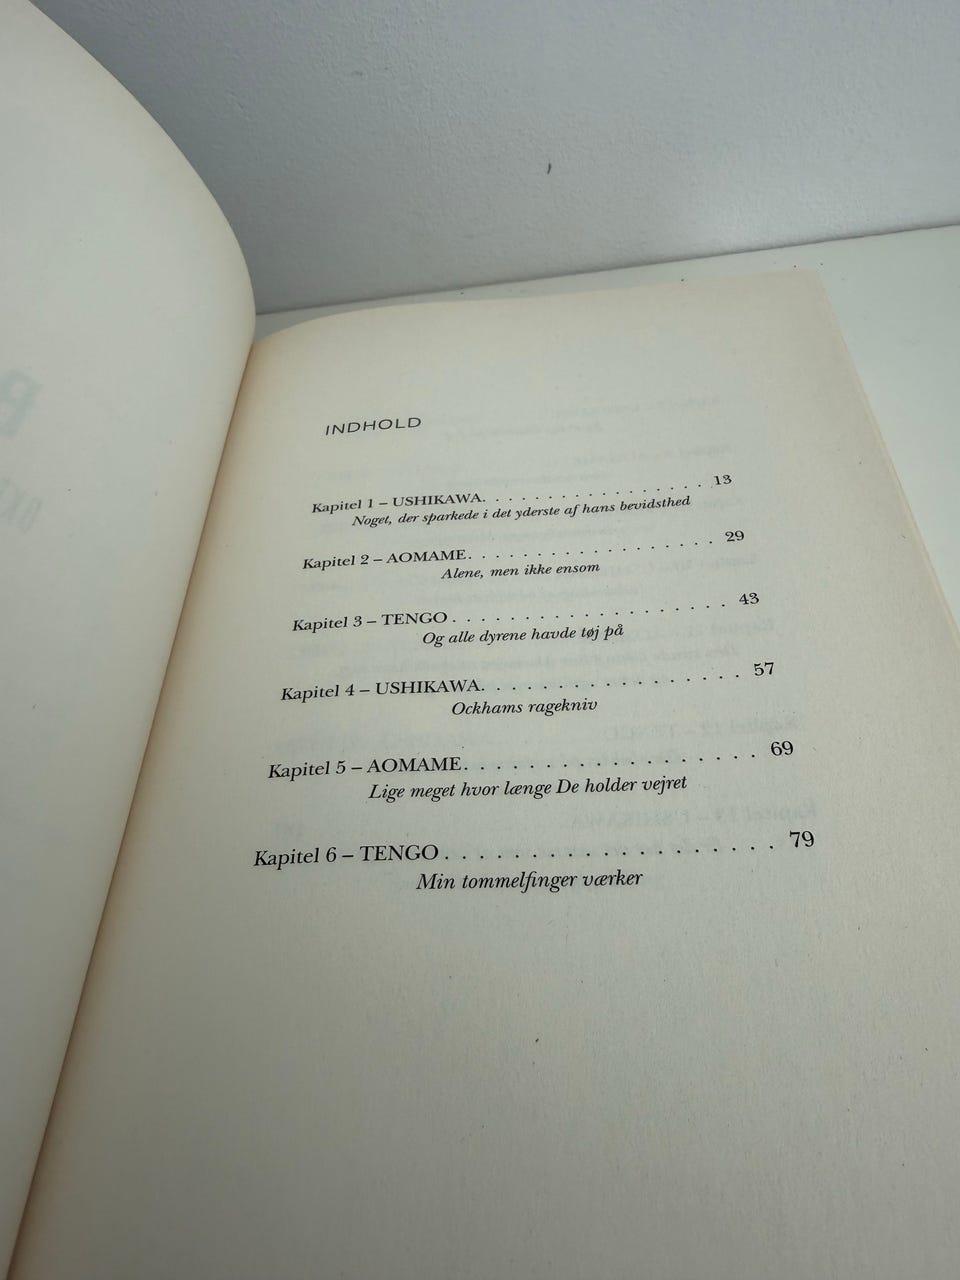 INDHOLD
Kapitel 1 – USHIKAWA. . . . . . . . . . . . . . . . 13
Noget, der sparkede i det yderste af hans bevidsthed
Kapitel 2 – AOMAME. . . . . . . . . . . . . . . . . 29
Alene, men ikke ensom
Kapitel 3 – TENGO . . . . . . . . . . . . . . . . . . 43
Og alle dyrene havde tøj på
Kapitel 4 – USHIKAWA. . . . . . . . . . . . . . . . 57
Ockhams ragekniv
Kapitel 5 – AOMAME. . . . . . . . . . . . . . . . . 69
Lige meget hvor længe De holder vejret
Kapitel 6 – TENGO . . . . . . . . . . . . . . . . . . 79
Min tommelfinger værker